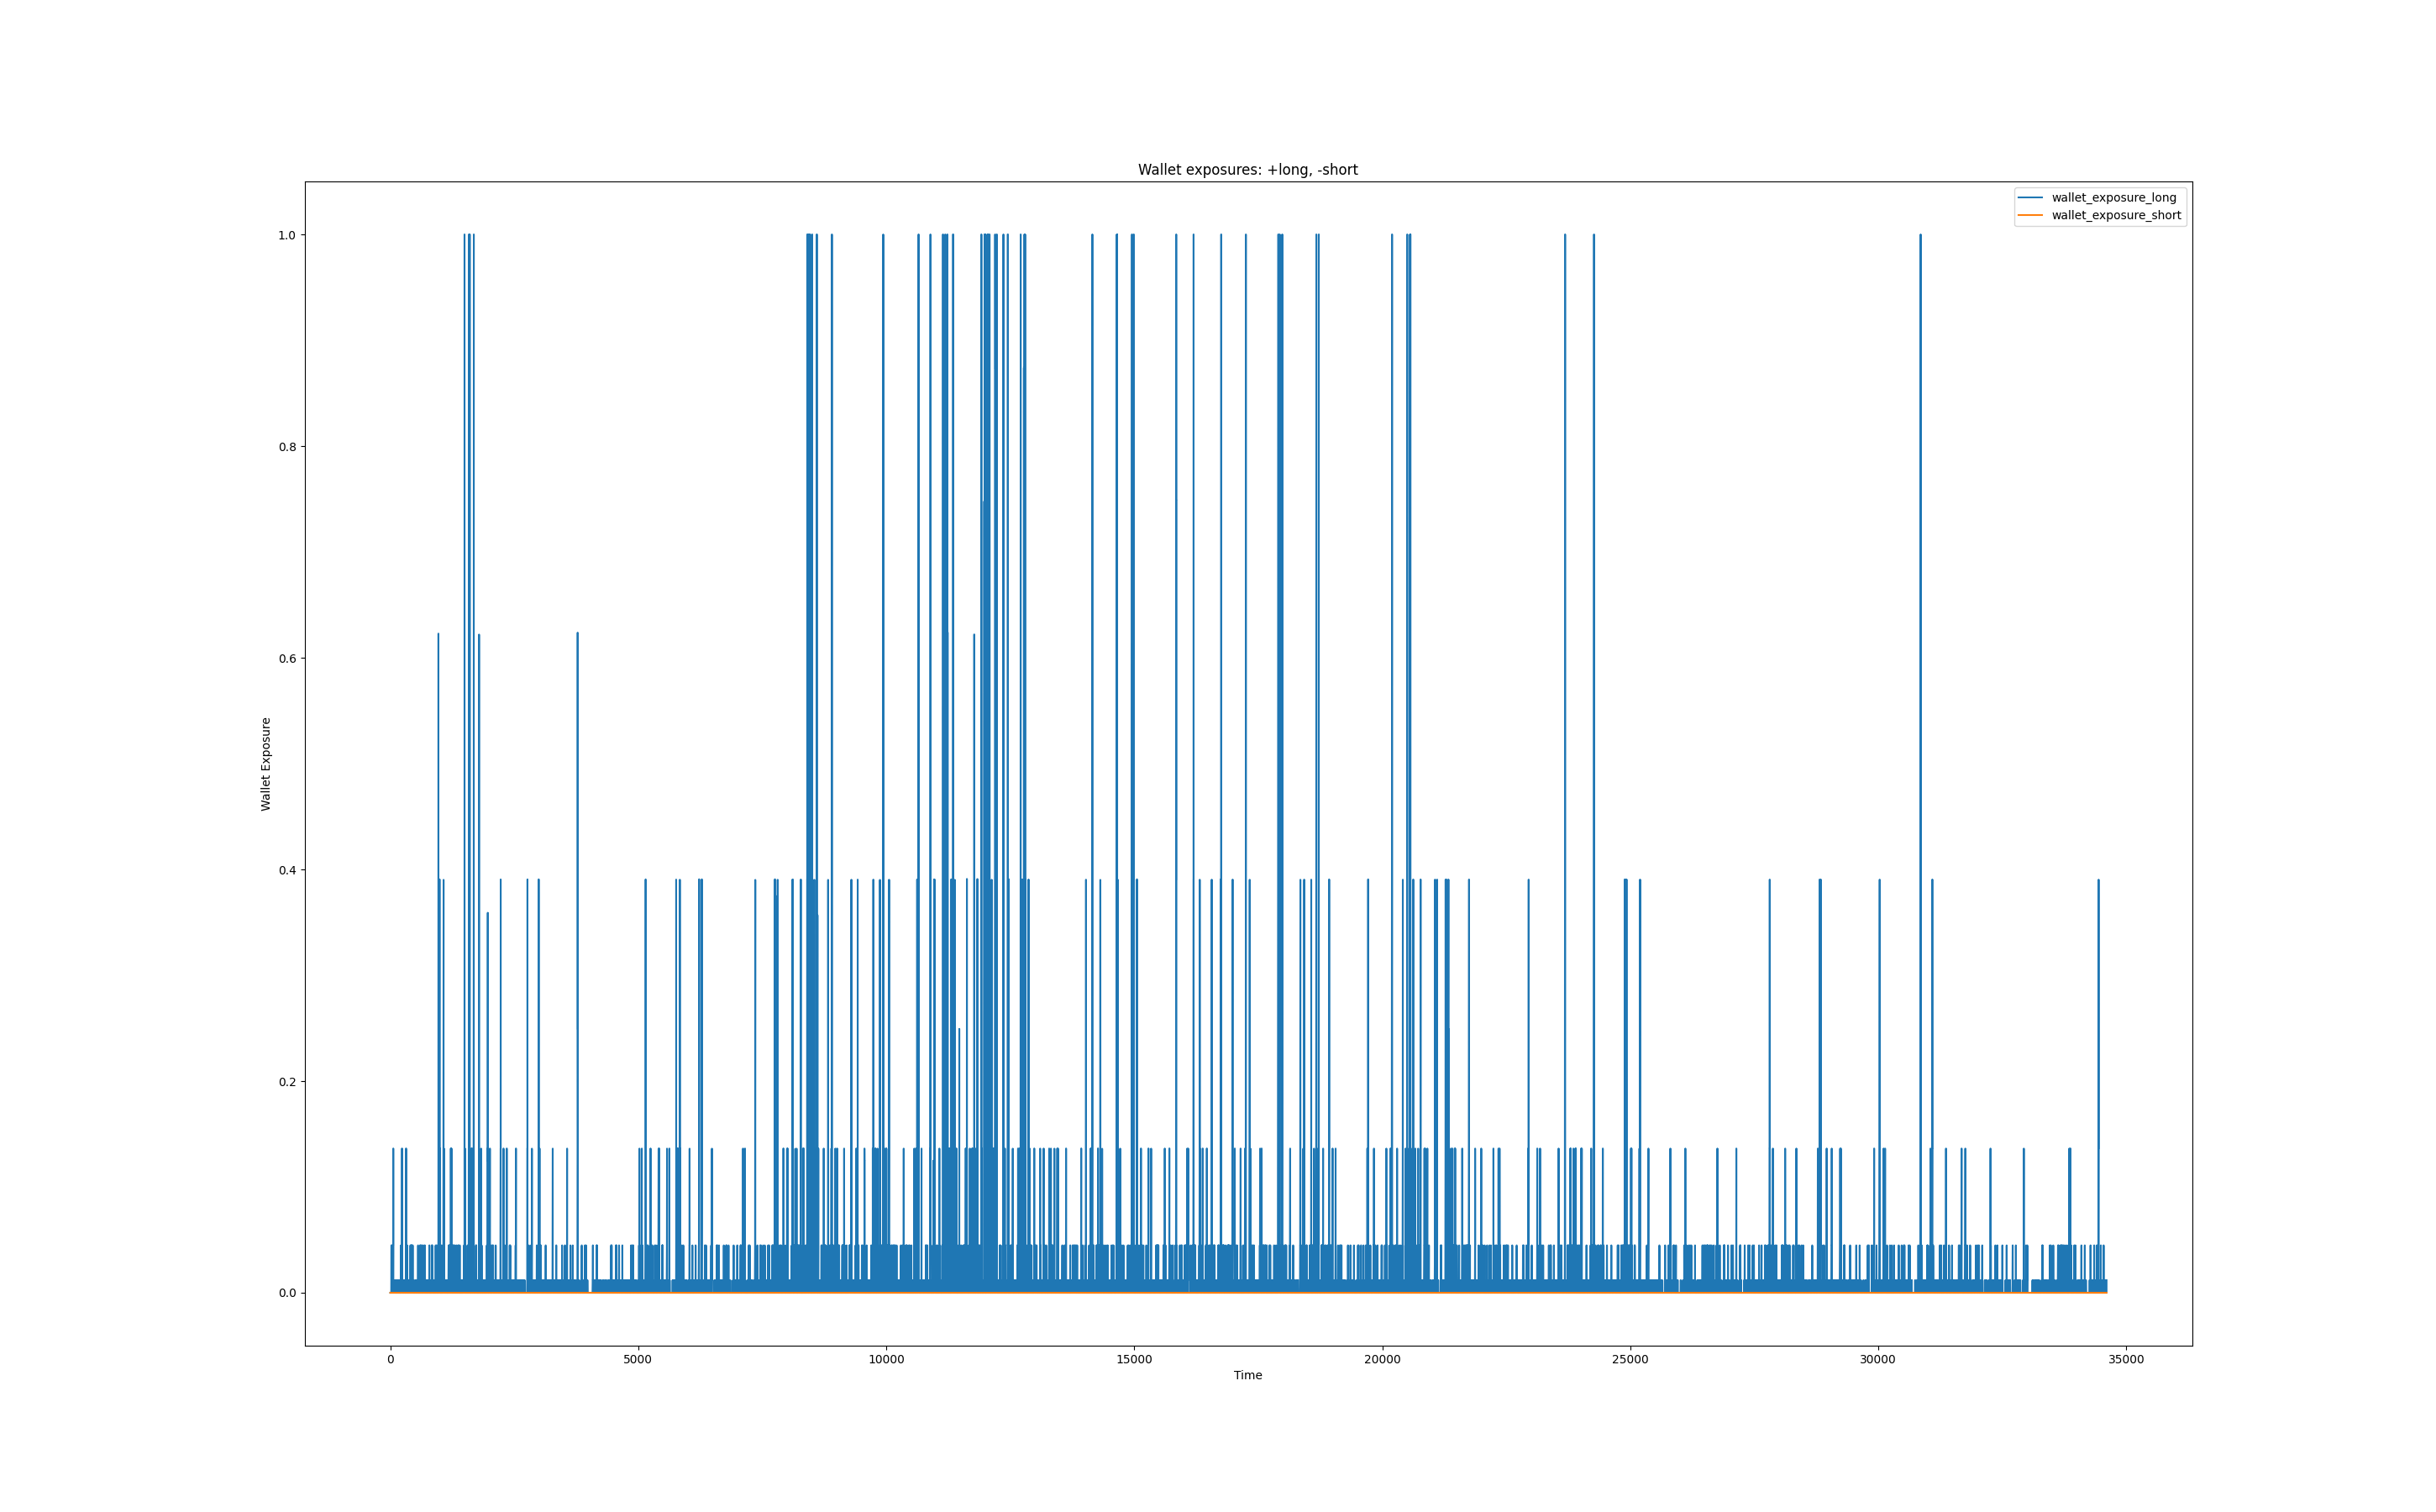 Wallet exposures: +long, -short
wallet_exposure_long
wallet_exposure_short
1.0
0.8
0.6
0.4
0.2
0.0
Wallet Exposure
0 5000 10000 15000 20000 25000 30000 35000
Time